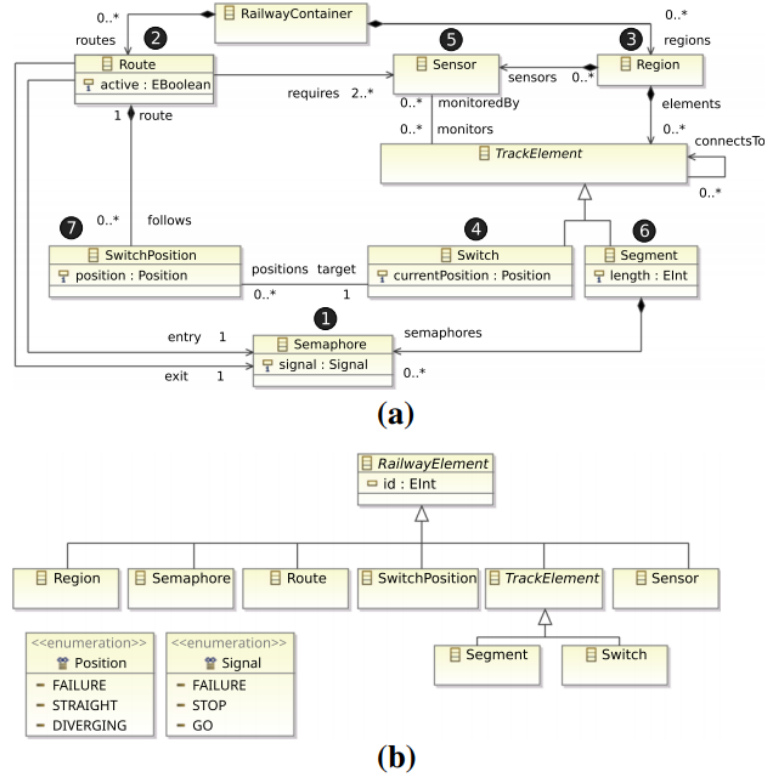 RailwayContainer
0..*
0..*
routes
2
5
3
regions
Route
Sensor
Region
active : EBoolean
sensors
0..*
requires
2..*
0..*
monitoredBy
elements
1
route
0..*
monitors
0..*
connectsTo
TrackElement
0..*
0..*
follows
7
4
6
SwitchPosition
Switch
Segment
position : Position
positions
target
currentPosition : Position
length : EInt
0..*
1
1
entry
1
Semaphore
semaphores
signal : Signal
exit
1
0..*
(a)
RailwayElement
id : EInt
Region
Semaphore
Route
SwitchPosition
TrackElement
Sensor
<<enumeration>>
Position
FAILURE
STRAIGHT
DIVERGING
<<enumeration>>
Signal
FAILURE
STOP
GO
Segment
Switch
(b)